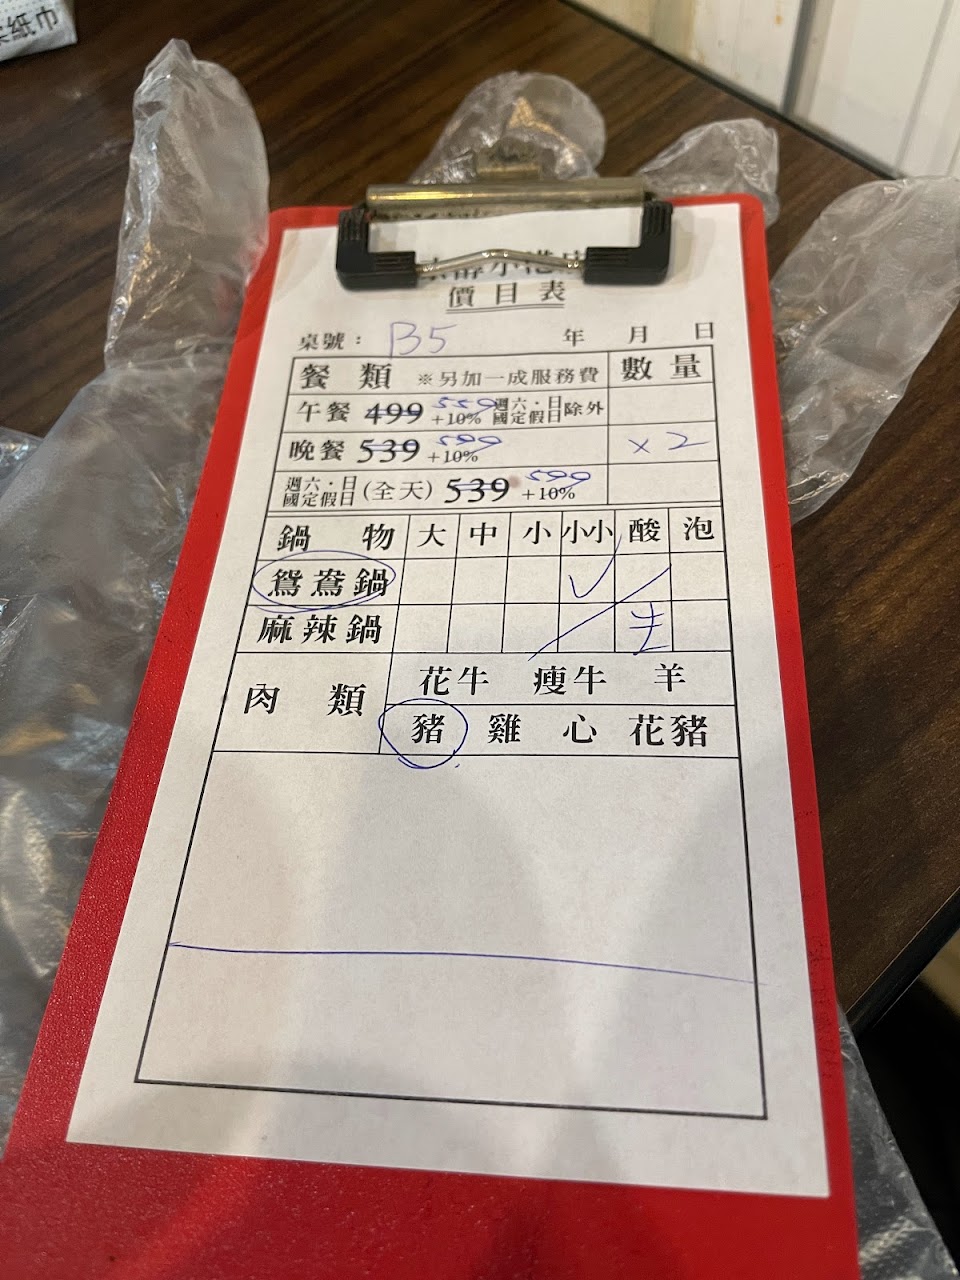 紙巾
價目表
桌號： B5 年 月 日
餐類 ※另加一成服務費 數量
午餐 499 559 +10% 週六．日國定假日除外
晚餐 539 599 +10% ×2
週六．日國定假日(全天) 539 599 +10%
鍋物 大 中 小 小小 酸 泡
鴛鴦鍋
麻辣鍋
肉類 花牛 瘦牛 羊
豬 雞 心 花豬